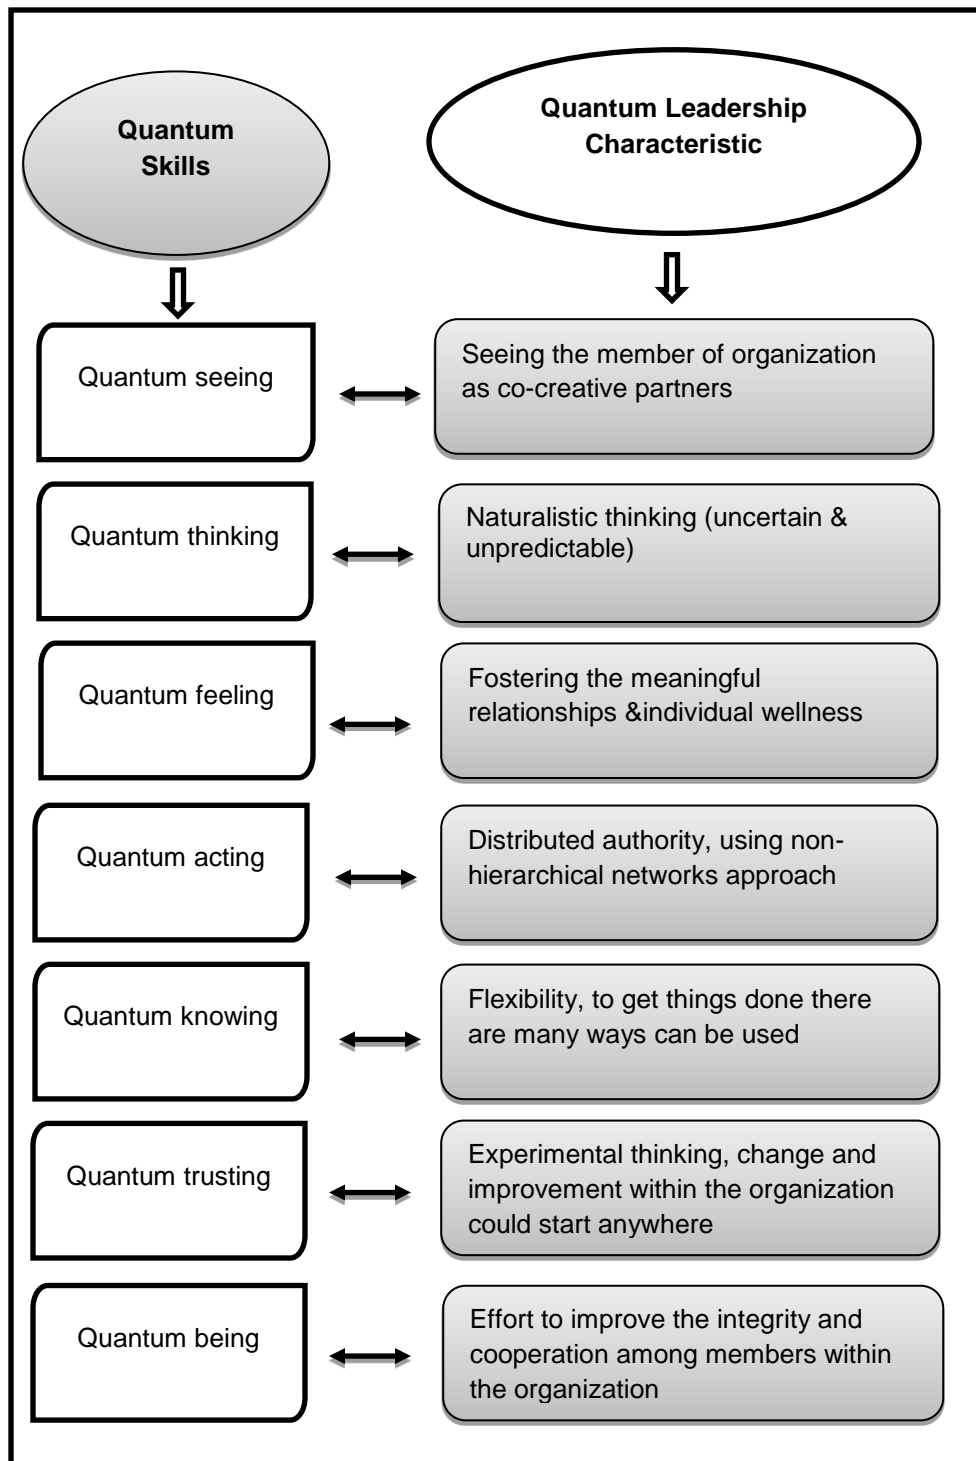 Quantum
Skills
Quantum Leadership
Characteristic
Quantum seeing
Seeing the member of organization
as co-creative partners
Quantum thinking
Naturalistic thinking (uncertain &
unpredictable)
Quantum feeling
Fostering the meaningful
relationships &individual wellness
Quantum acting
Distributed authority, using non-
hierarchical networks approach
Quantum knowing
Flexibility, to get things done there
are many ways can be used
Quantum trusting
Experimental thinking, change and
improvement within the organization
could start anywhere
Quantum being
Effort to improve the integrity and
cooperation among members within
the organization